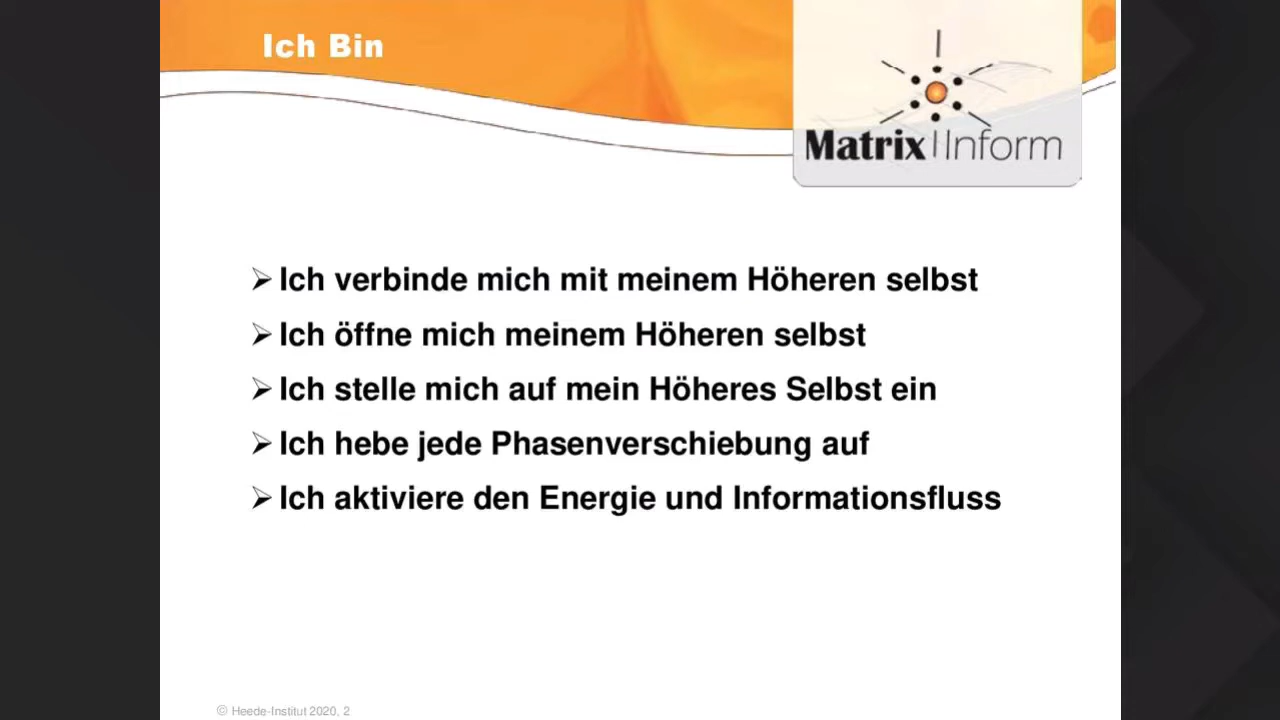 Ich Bin
Matrix Inform
➢ Ich verbinde mich mit meinem Höheren selbst
➢ Ich öffne mich meinem Höheren selbst
➢ Ich stelle mich auf mein Höheres Selbst ein
➢ Ich hebe jede Phasenverschiebung auf
➢ Ich aktiviere den Energie und Informationsfluss
© Heede-Institut 2020, 2